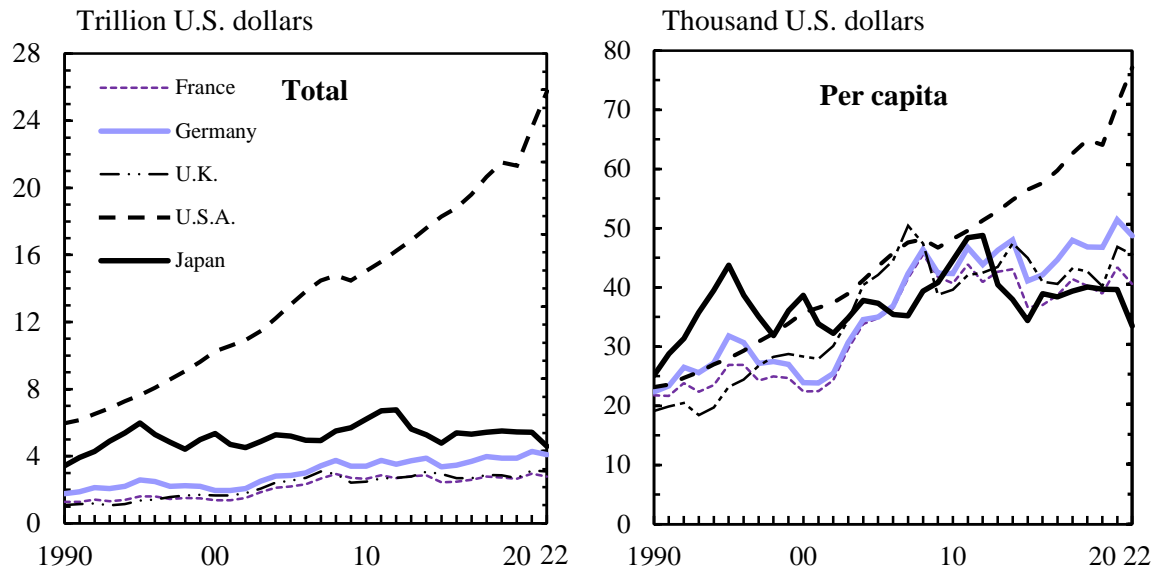 Trillion U.S. dollars
28
24
20
16
12
8
4
0
1990 00 10 20 22
Total
France
Germany
U.K.
U.S.A.
Japan
Thousand U.S. dollars
80
70
60
50
40
30
20
10
0
1990 00 10 20 22
Per capita